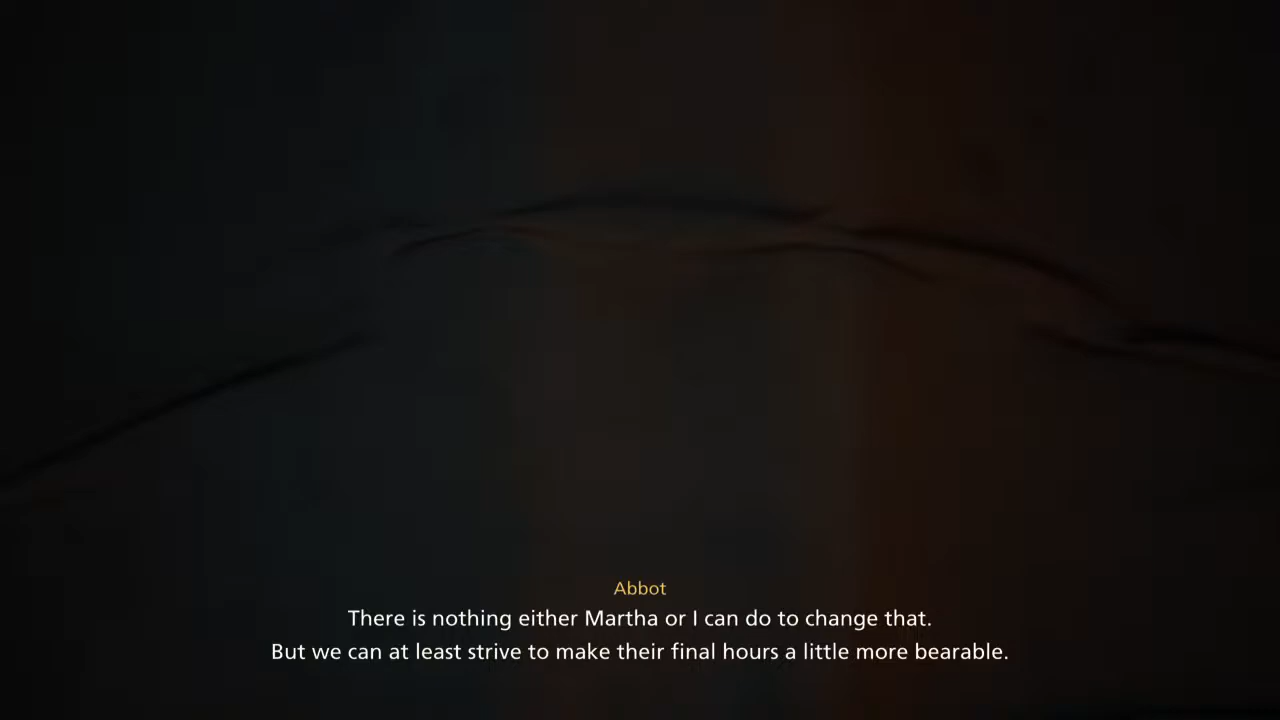 Abbot
There is nothing either Martha or I can do to change that.
But we can at least strive to make their final hours a little more bearable.